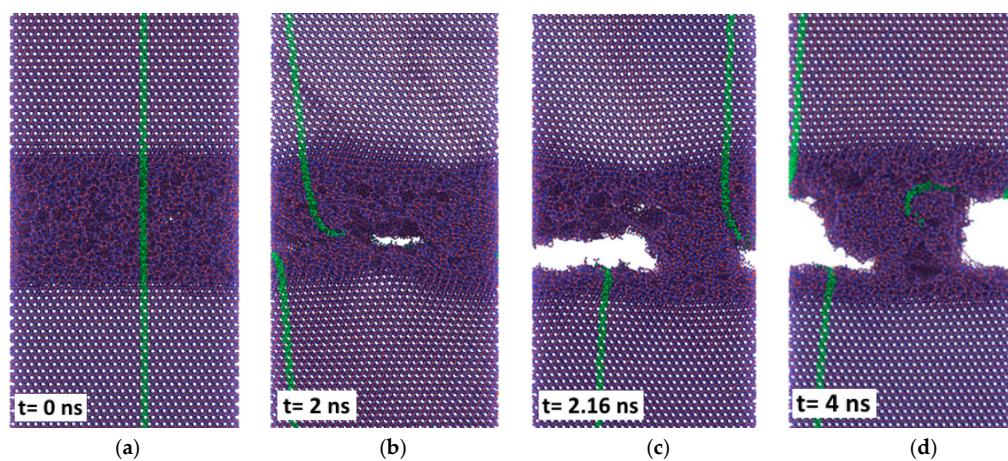 t= 0 ns
t= 2 ns
t= 2.16 ns
t= 4 ns
(a)
(b)
(c)
(d)